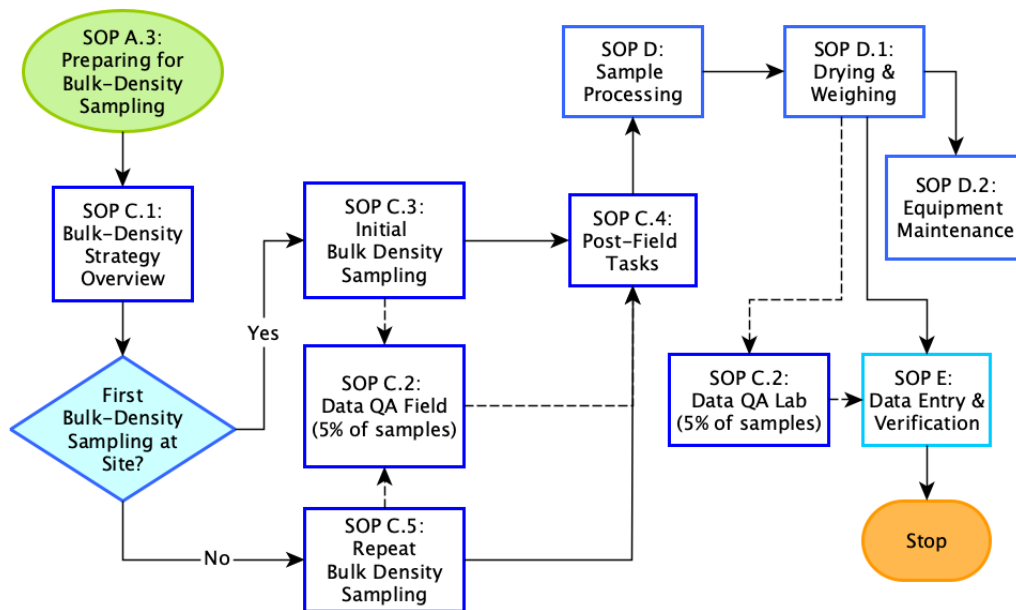 SOP A.3:
Preparing for
Bulk-Density
Sampling
SOP C.1:
Bulk-Density
Strategy
Overview
First
Bulk-Density
Sampling at
Site?
Yes
No
SOP C.3:
Initial
Bulk Density
Sampling
SOP C.2:
Data QA Field
(5% of samples)
SOP C.5:
Repeat
Bulk Density
Sampling
SOP C.4:
Post-Field
Tasks
SOP D:
Sample
Processing
SOP D.1:
Drying &
Weighing
SOP D.2:
Equipment
Maintenance
SOP C.2:
Data QA Lab
(5% of samples)
SOP E:
Data Entry &
Verification
Stop